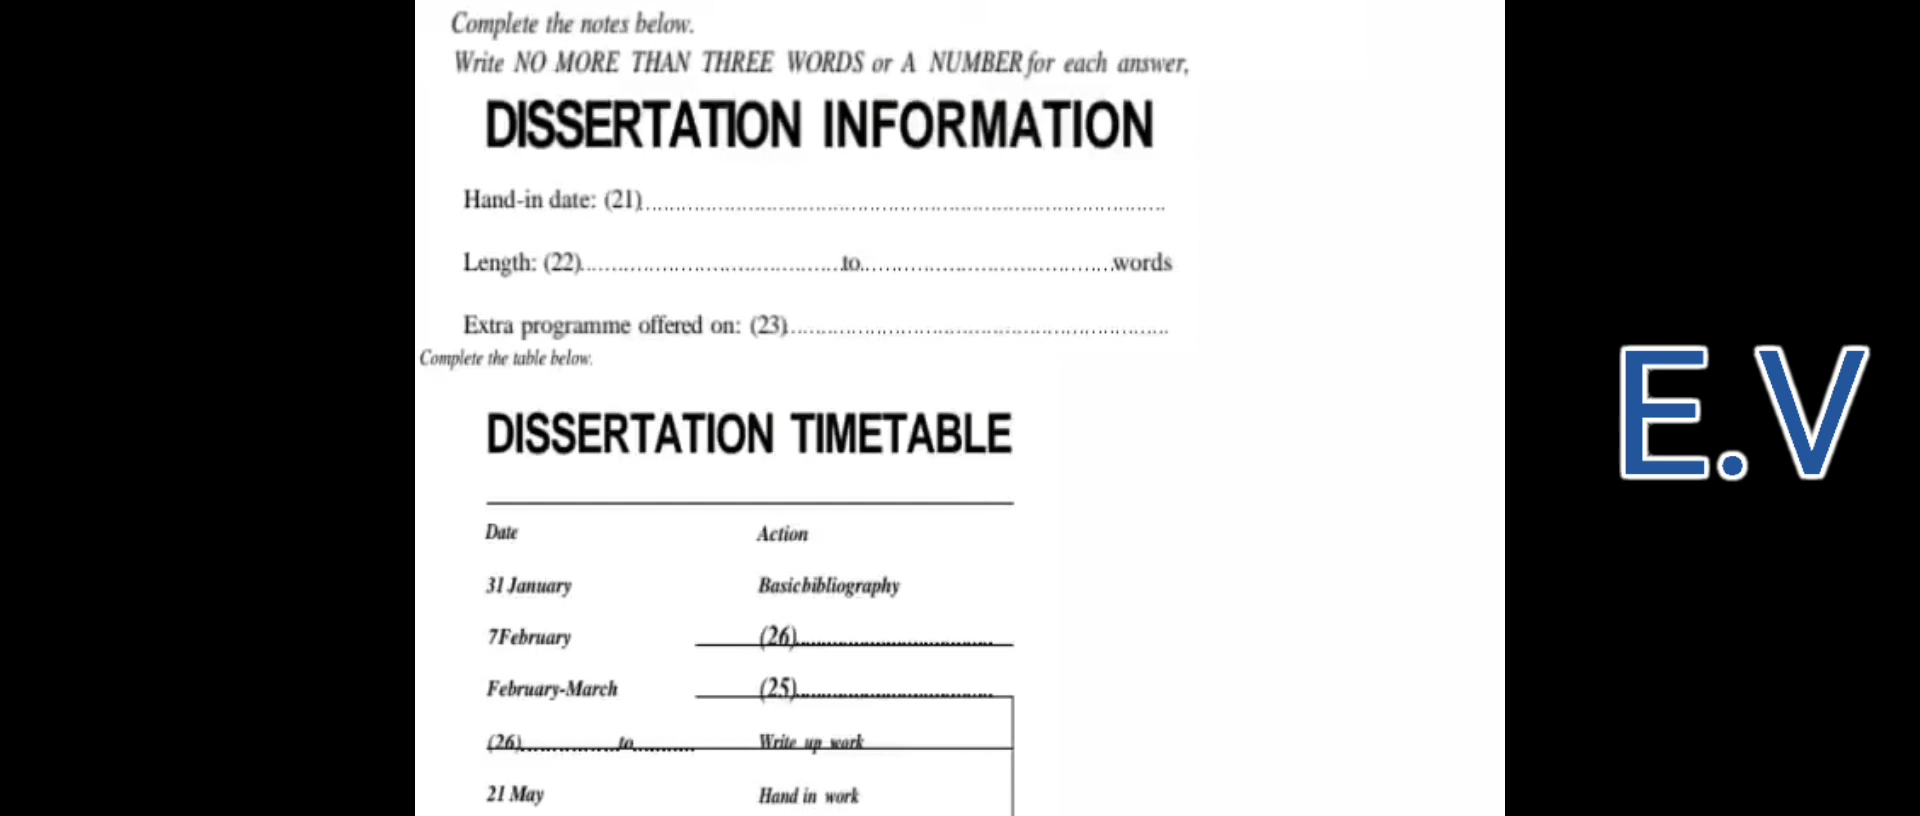 Complete the notes below.
Write NO MORE THAN THREE WORDS or A NUMBER for each answer,
DISSERTATION INFORMATION
Hand-in date: (21)......................................................................................
Length: (22)...........................................to..........................................words
Extra programme offered on: (23)..............................................................
Complete the table below.
DISSERTATION TIMETABLE
Date Action
31 January Basicbibliography
7February (26)..................................
February-March (25)..................................
(26)................to.......... Write up work
21 May Hand in work
E.V